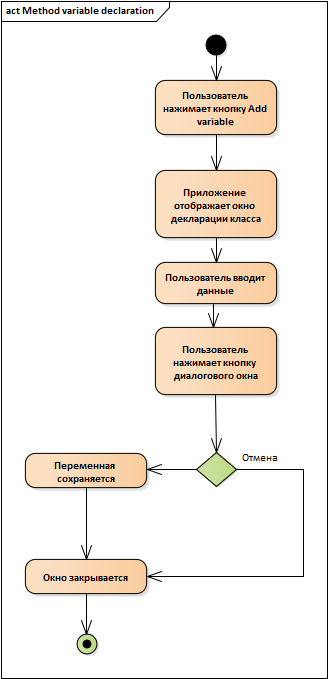 act Method variable declaration
Пользователь
нажимает кнопку Add
variable
Приложение
отображает окно
декларации класса
Пользователь вводит
данные
Пользователь
нажимает кнопку
диалогового окна
Отмена
Переменная
сохраняется
Окно закрывается